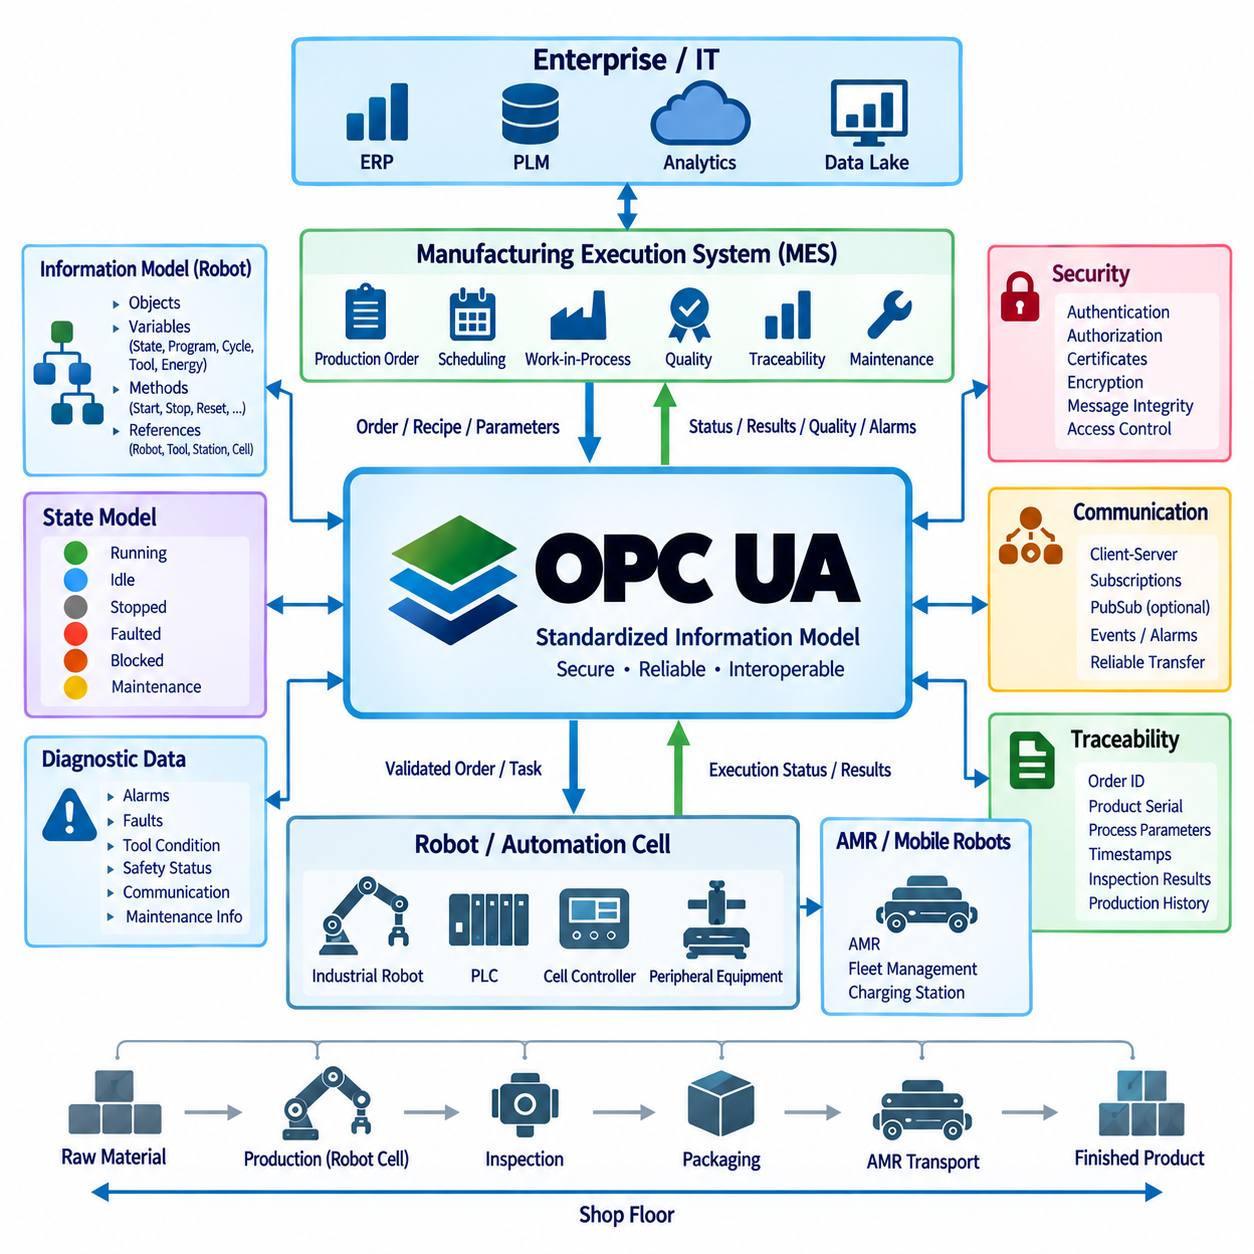 Enterprise / IT
ERP
PLM
Analytics
Data Lake
Manufacturing Execution System (MES)
Production Order
Scheduling
Work-in-Process
Quality
Traceability
Maintenance
Information Model (Robot)
Objects
Variables
(State, Program, Cycle,
Tool, Energy)
Methods
(Start, Stop, Reset, ...)
References
(Robot, Tool, Station, Cell)
Security
Authentication
Authorization
Certificates
Encryption
Message Integrity
Access Control
Order / Recipe / Parameters
Status / Results / Quality / Alarms
State Model
Running
Idle
Stopped
Faulted
Blocked
Maintenance
OPC UA
Standardized Information Model
Secure • Reliable • Interoperable
Communication
Client-Server
Subscriptions
PubSub (optional)
Events / Alarms
Reliable Transfer
Diagnostic Data
Alarms
Faults
Tool Condition
Safety Status
Communication
Maintenance Info
Validated Order / Task
Execution Status / Results
Traceability
Order ID
Product Serial
Process Parameters
Timestamps
Inspection Results
Production History
Robot / Automation Cell
Industrial Robot
PLC
Cell Controller
Peripheral Equipment
AMR / Mobile Robots
AMR
Fleet Management
Charging Station
Raw Material
Production (Robot Cell)
Inspection
Packaging
AMR Transport
Finished Product
Shop Floor